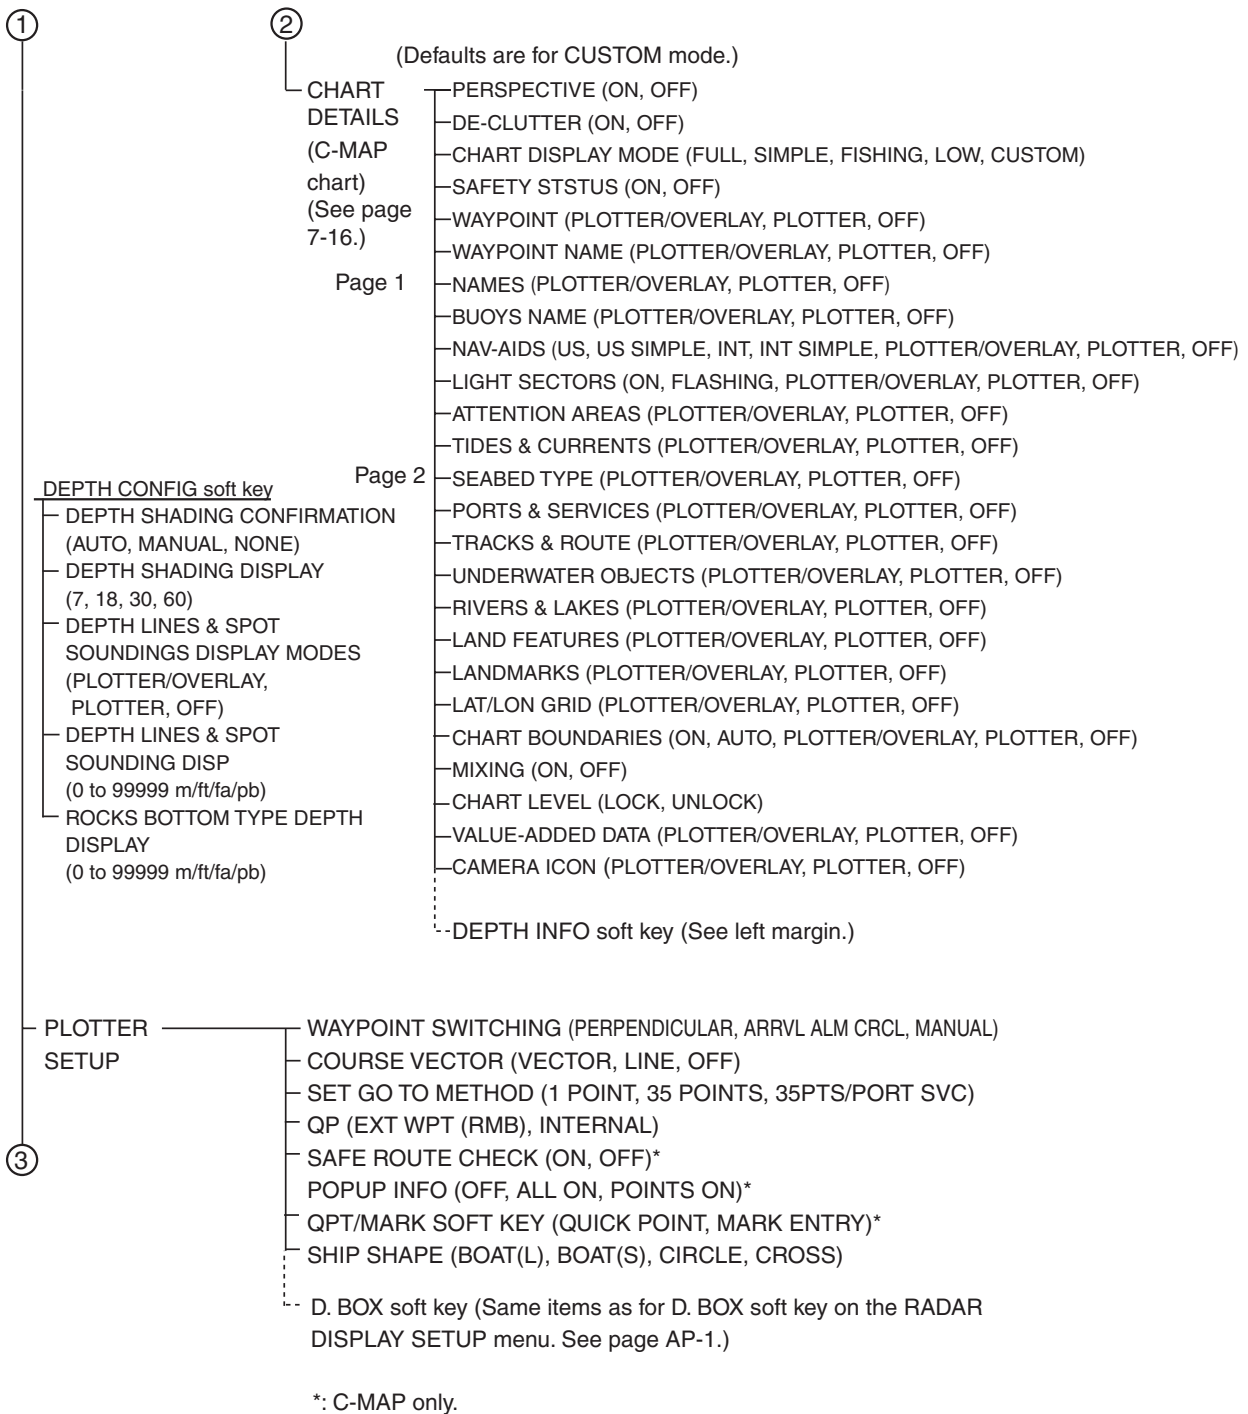 1
2
(Defaults are for CUSTOM mode.)
CHART
DETAILS
(C-MAP
chart)
(See page
7-16.)
Page 1
Page 2
PERSPECTIVE (ON, OFF)
DE-CLUTTER (ON, OFF)
CHART DISPLAY MODE (FULL, SIMPLE, FISHING, LOW, CUSTOM)
SAFETY STSTUS (ON, OFF)
WAYPOINT (PLOTTER/OVERLAY, PLOTTER, OFF)
WAYPOINT NAME (PLOTTER/OVERLAY, PLOTTER, OFF)
NAMES (PLOTTER/OVERLAY, PLOTTER, OFF)
BUOYS NAME (PLOTTER/OVERLAY, PLOTTER, OFF)
NAV-AIDS (US, US SIMPLE, INT, INT SIMPLE, PLOTTER/OVERLAY, PLOTTER, OFF)
LIGHT SECTORS (ON, FLASHING, PLOTTER/OVERLAY, PLOTTER, OFF)
ATTENTION AREAS (PLOTTER/OVERLAY, PLOTTER, OFF)
TIDES & CURRENTS (PLOTTER/OVERLAY, PLOTTER, OFF)
SEABED TYPE (PLOTTER/OVERLAY, PLOTTER, OFF)
PORTS & SERVICES (PLOTTER/OVERLAY, PLOTTER, OFF)
TRACKS & ROUTE (PLOTTER/OVERLAY, PLOTTER, OFF)
UNDERWATER OBJECTS (PLOTTER/OVERLAY, PLOTTER, OFF)
RIVERS & LAKES (PLOTTER/OVERLAY, PLOTTER, OFF)
LAND FEATURES (PLOTTER/OVERLAY, PLOTTER, OFF)
LANDMARKS (PLOTTER/OVERLAY, PLOTTER, OFF)
LAT/LON GRID (PLOTTER/OVERLAY, PLOTTER, OFF)
CHART BOUNDARIES (ON, AUTO, PLOTTER/OVERLAY, PLOTTER, OFF)
MIXING (ON, OFF)
CHART LEVEL (LOCK, UNLOCK)
VALUE-ADDED DATA (PLOTTER/OVERLAY, PLOTTER, OFF)
CAMERA ICON (PLOTTER/OVERLAY, PLOTTER, OFF)
DEPTH INFO soft key (See left margin.)
DEPTH CONFIG soft key
DEPTH SHADING CONFIRMATION
(AUTO, MANUAL, NONE)
DEPTH SHADING DISPLAY
(7, 18, 30, 60)
DEPTH LINES & SPOT
SOUNDINGS DISPLAY MODES
(PLOTTER/OVERLAY,
PLOTTER, OFF)
DEPTH LINES & SPOT
SOUNDING DISP
(0 to 99999 m/ft/fa/pb)
ROCKS BOTTOM TYPE DEPTH
DISPLAY
(0 to 99999 m/ft/fa/pb)
PLOTTER
SETUP
WAYPOINT SWITCHING (PERPENDICULAR, ARRVL ALM CRCL, MANUAL)
COURSE VECTOR (VECTOR, LINE, OFF)
SET GO TO METHOD (1 POINT, 35 POINTS, 35PTS/PORT SVC)
QP (EXT WPT (RMB), INTERNAL)
SAFE ROUTE CHECK (ON, OFF)*
POPUP INFO (OFF, ALL ON, POINTS ON)*
QPT/MARK SOFT KEY (QUICK POINT, MARK ENTRY)*
SHIP SHAPE (BOAT(L), BOAT(S), CIRCLE, CROSS)
D. BOX soft key (Same items as for D. BOX soft key on the RADAR
DISPLAY SETUP menu. See page AP-1.)
3
*: C-MAP only.